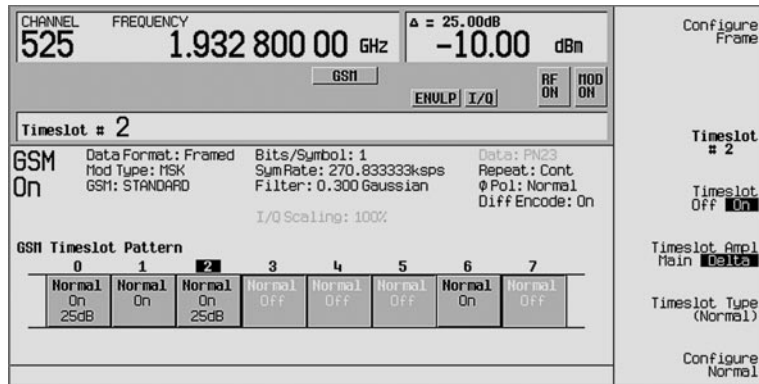 CHANNEL FREQUENCY Δ = 25.00dB
525 1.932 800 00 GHz -10.00 dBm
GSM
ENVLP I/Q RF ON MOD ON
Timeslot # 2
GSM On
Data Format: Framed Bits/Symbol: 1 Data: PN23
Mod Type: MSK Sym Rate: 270.833333ksps Repeat: Cont
GSM: STANDARD Filter: 0.300 Gaussian Φ Pol: Normal
Diff Encode: On
I/Q Scaling: 100%
GSM Timeslot Pattern
0 1 2 3 4 5 6 7
Normal Normal Normal Normal Normal Normal Normal Normal
On On On Off Off Off On Off
25dB 25dB
Configure
Frame
Timeslot
# 2
Timeslot
Off On
Timeslot Ampl
Main Delta
Timeslot Type
(Normal)
Configure
Normal